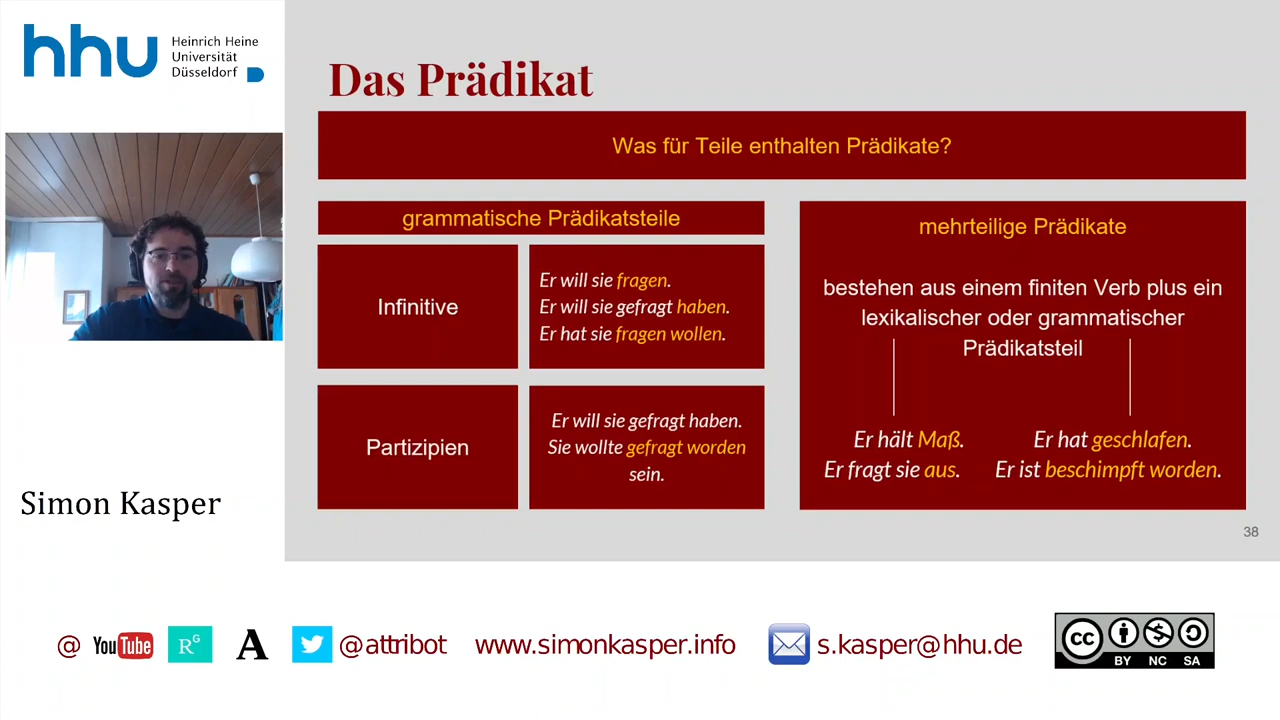 hhu
Heinrich Heine
Universität
Düsseldorf
Das Prädikat
Was für Teile enthalten Prädikate?
grammatische Prädikatsteile
Infinitive
Er will sie fragen.
Er will sie gefragt haben.
Er hat sie fragen wollen.
Partizipien
Er will sie gefragt haben.
Sie wollte gefragt worden
sein.
mehrteilige Prädikate
bestehen aus einem finiten Verb plus ein
lexikalischer oder grammatischer
Prädikatsteil
Er hält Maß.
Er fragt sie aus.
Er hat geschlafen.
Er ist beschimpft worden.
38
Simon Kasper
@ YouTube RG A @attribot www.simonkasper.info s.kasper@hhu.de
cc BY NC SA